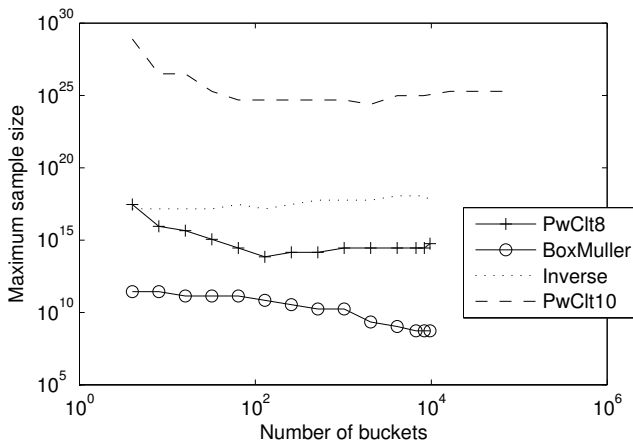 10^30
10^25
10^20
10^15
10^10
10^5
Maximum sample size
10^0
10^2
10^4
10^6
Number of buckets
PwClt8
BoxMuller
Inverse
PwClt10